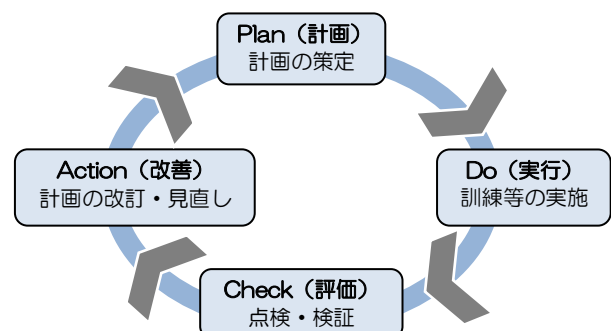 Plan（計画）
計画の策定
Do（実行）
訓練等の実施
Check（評価）
点検・検証
Action（改善）
計画の改訂・見直し